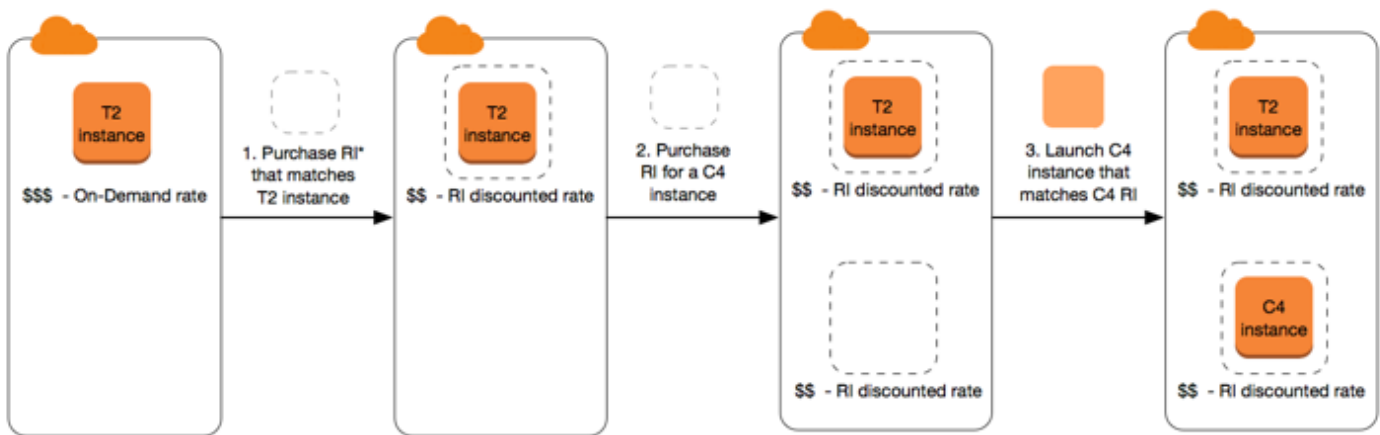 T2
instance
$$$ - On-Demand rate
1. Purchase RI*
that matches
T2 instance
T2
instance
$$ - RI discounted rate
2. Purchase
RI for a C4
instance
T2
instance
$$ - RI discounted rate
$$ - RI discounted rate
3. Launch C4
instance that
matches C4 RI
T2
instance
$$ - RI discounted rate
C4
instance
$$ - RI discounted rate